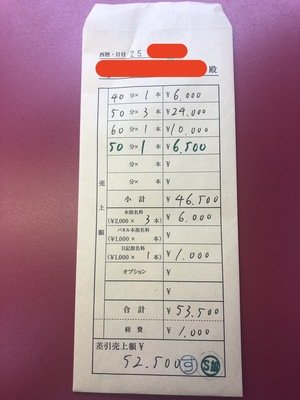 西暦・日付 25
殿
40 分× 1 本 ¥ 6.000
50 分× 3 本 ¥ 24.000
60 分× 1 本 ¥ 10.000
50 分× 1 本 ¥ 6.500
分× 本 ¥
分× 本 ¥
売上額
小計 ¥ 46.500
本指名料 (¥2,000× 3 本) ¥ 6.000
パネル本指名料 (¥1,000× 本) ¥
日記指名料 (¥1,000× 1 本) ¥ 1.000
オプション ¥
合計 ¥ 53.500
経費 ¥ 1.000
差引売上額 ¥
52.500